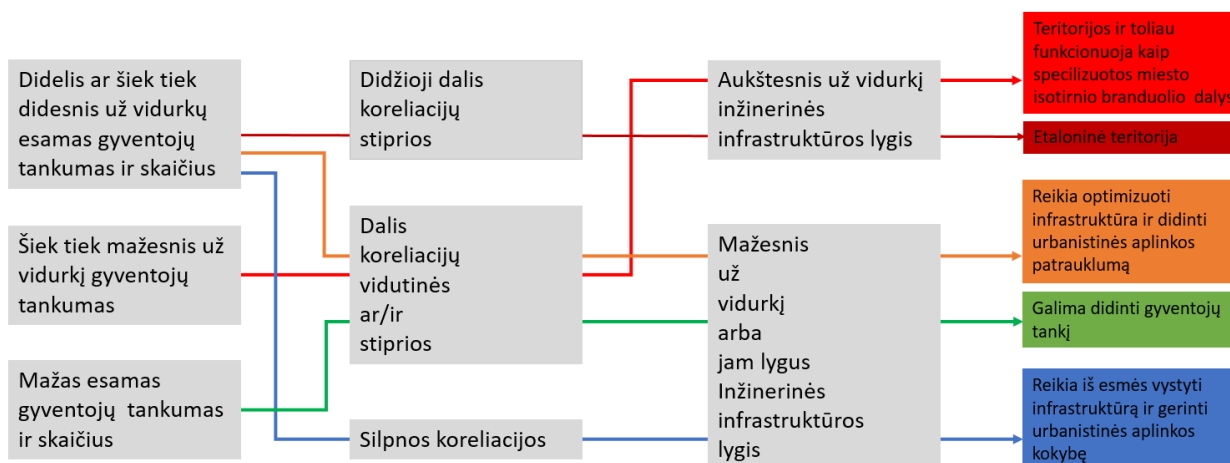 Didelis ar šiek tiek
didesnis už vidurkų
esamas gyventojų
tankumas ir skaičius
Šiek tiek mažesnis už
vidurkį gyventojų
tankumas
Mažas esamas
gyventojų tankumas
ir skaičius
Didžioji dalis
koreliacijų
stiprios
Dalis
koreliacijų
vidutinės
ar/ir
stiprios
Silpnos koreliacijos
Aukštesnis už vidurkį
inžinerinės
infrastruktūros lygis
Mažesnis
už
vidurkį
arba
jam lygus
Inžinerinės
infrastruktūros
lygis
Teritorijos ir toliau
funkcionuoja kaip
specilizuotos miesto
isotirnio branduolio dalys
Etaloninė teritorija
Reikia optimizuoti
infrastruktūra ir didinti
urbanistinės aplinkos
patrauklumą
Galima didinti gyventojų
tankį
Reikia iš esmės vystyti
infrastruktūrą ir gerinti
urbanistinės aplinkos
kokybę